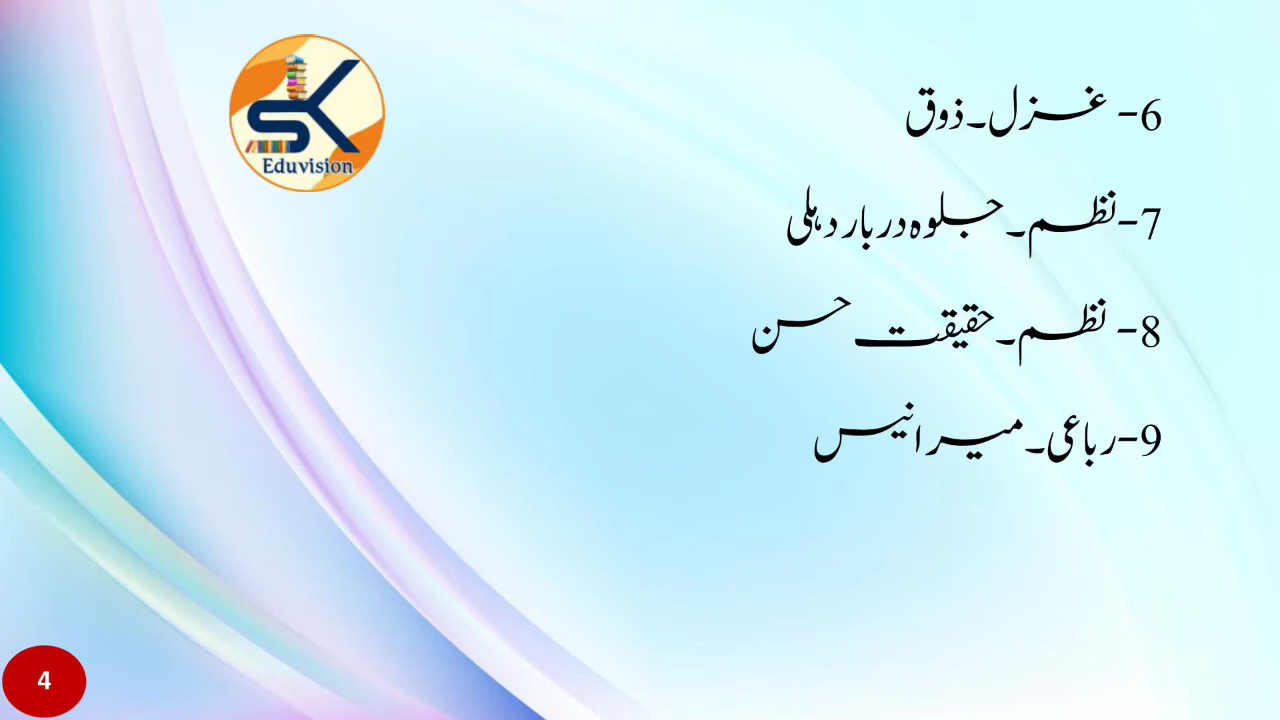 SK
Eduvision
6- غزل۔ذوق
7-نظم۔جلوہ دربار دہلی
8- نظم۔حقیقت حسن
9-رباعی۔میر انیس
4